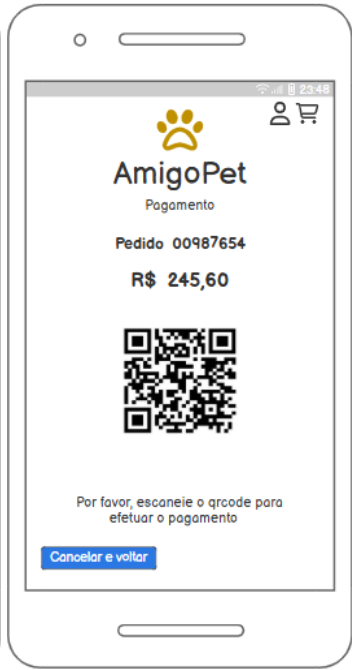 23:48
AmigoPet
Pagamento
Pedido 00987654
R$ 245,60
Por favor, escaneie o qrcode para
efetuar o pagamento
Cancelar e voltar